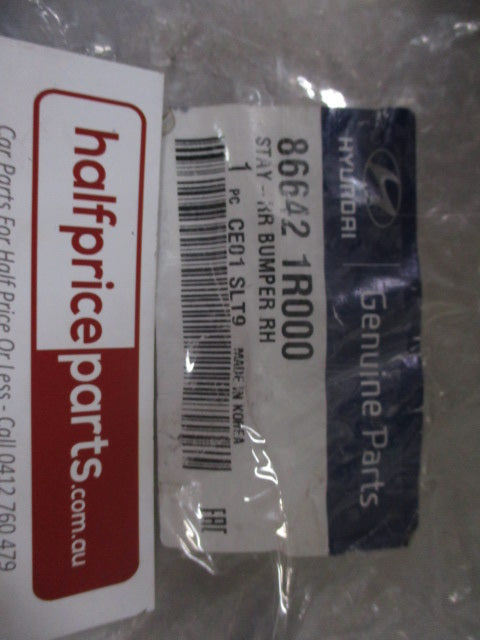 HYUNDAI | Genuine Parts
86642 1R000
STAY - RR BUMPER RH
1 PC CE01 SLT9 MADE IN KOREA
EAC
halfpriceparts.com.au
Car Parts For Half Price Or Less - Call 0412 760 479